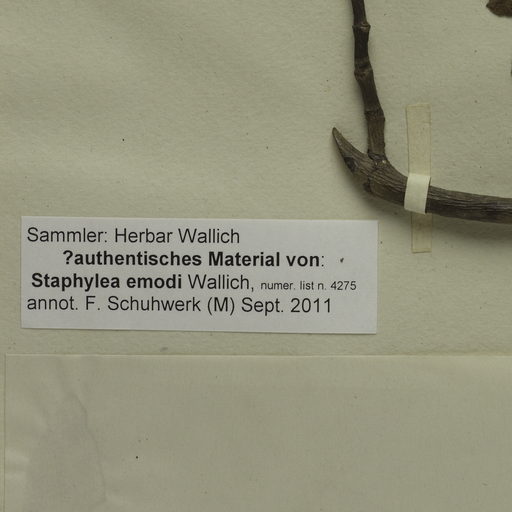 Sammler: Herbar Wallich
?authentisches Material von:
Staphylea emodi Wallich, numer. list n. 4275
annot. F. Schuhwerk (M) Sept. 2011